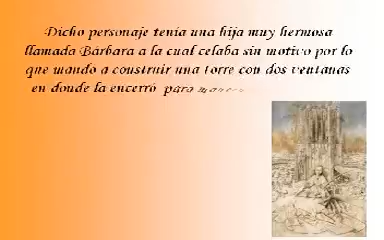 Dicho personaje tenía una hija muy hermosa
llamada Bárbara a la cual celaba sin motivo por lo
que mando a construir una torre con dos ventanas
en donde la encerró para